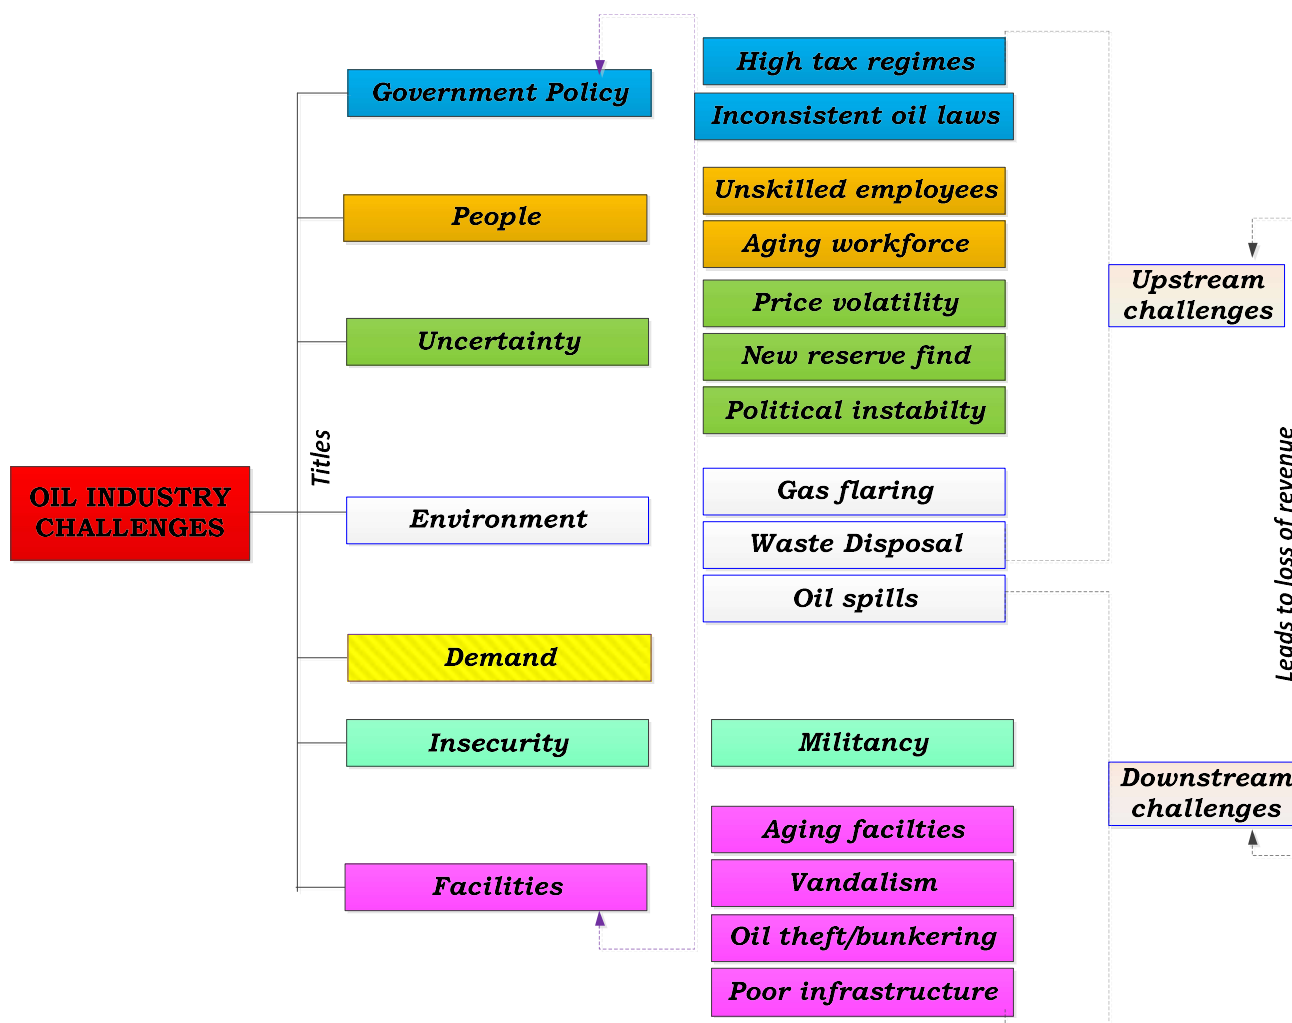 OIL INDUSTRY
CHALLENGES
Titles
Government Policy
People
Uncertainty
Environment
Demand
Insecurity
Facilities
High tax regimes
Inconsistent oil laws
Unskilled employees
Aging workforce
Price volatility
New reserve find
Political instabilty
Gas flaring
Waste Disposal
Oil spills
Militancy
Aging facilties
Vandalism
Oil theft/bunkering
Poor infrastructure
Upstream
challenges
Downstream
challenges
Leads to loss of revenue